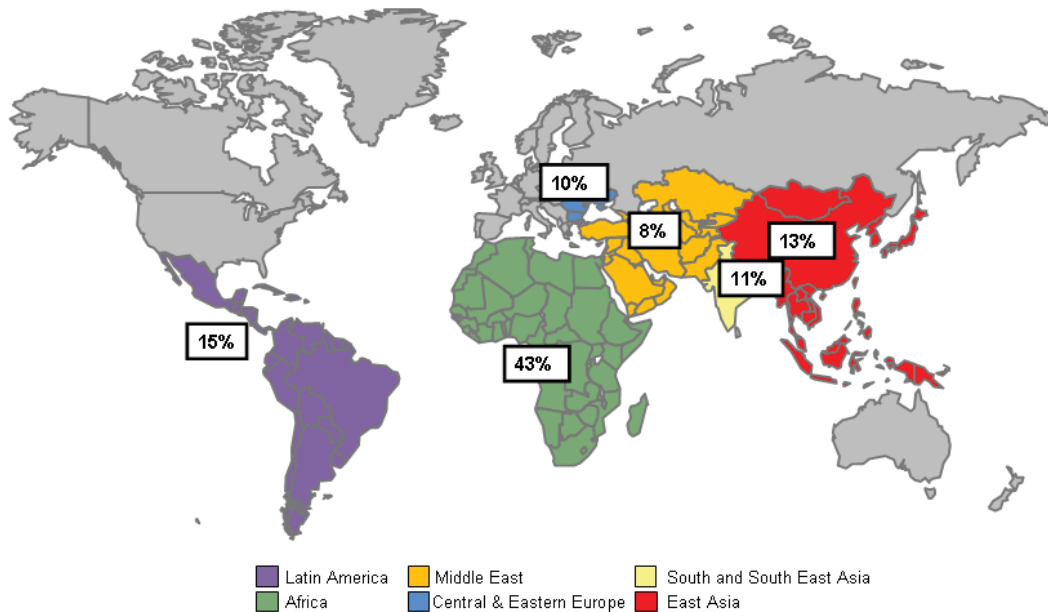 10%
8%
13%
11%
15%
43%
Latin America
Middle East
South and South East Asia
Africa
Central & Eastern Europe
East Asia